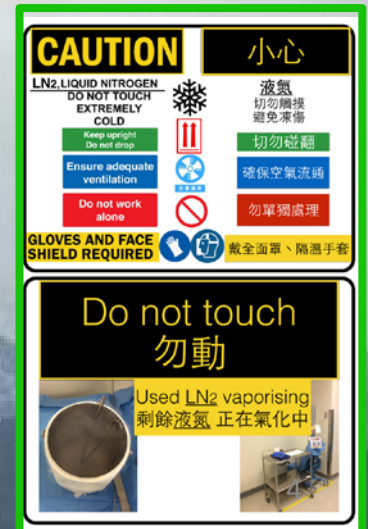 CAUTION
小心
LN2,LIQUID NITROGEN
DO NOT TOUCH
EXTREMELY
COLD
液氮
切勿觸摸
避免凍傷
Keep upright
Do not drop
切勿碰翻
Ensure adequate
ventilation
確保空氣流通
Do not work
alone
勿單獨處理
GLOVES AND FACE
SHIELD REQUIRED
戴全面罩、隔溫手套
Do not touch
勿動
Used LN2 vaporising
剩餘液氮 正在氣化中